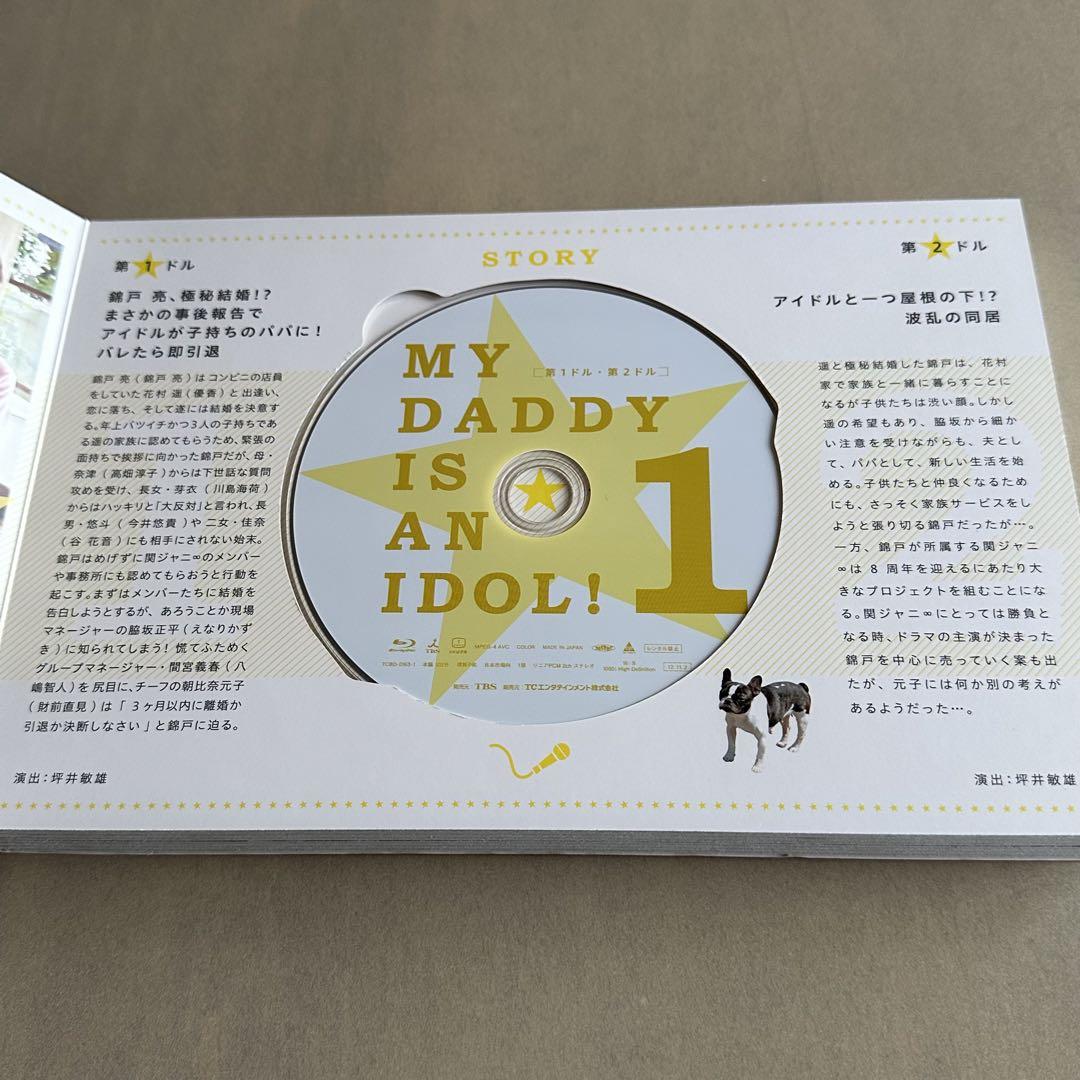 STORY
第1ドル
錦戸 亮、極秘結婚!?
まさかの事後報告で
アイドルが子持ちのパパに!
バレたら即引退
錦戸 亮(錦戸 亮)はコンビニの店員
をしていた花村 遥(優香)と出逢い、
恋に落ち、そして遂には結婚を決意す
る。年上バツイチかつ3人の子持ちであ
る遥の家族に認めてもらうため、緊張の
面持ちで挨拶に向かった錦戸だが、母・
奈津(高畑淳子)からは下世話な質問
攻めを受け、長女・芽衣(川島海荷)
からはハッキリと「大反対」と言われ、長
男・悠斗(今井悠貴)や二女・佳奈
(谷 花音)にも相手にされない始末。
錦戸はめげずに関ジャニ∞のメンバー
や事務所にも認めてもらおうと行動を
起こす。まずはメンバーたちに結婚を
告白しようとするが、あろうことか現場
マネージャーの脇坂正平(えなりかず
き)に知られてしまう! 慌てふためく
グループマネージャー・間宮義春(八
嶋智人)を尻目に、チーフの朝比奈元子
(財前直見)は「3ヶ月以内に離婚か
引退か決断しなさい」と錦戸に迫る。
演出:坪井敏雄
MY
[第1ドル・第2ドル]
DADDY
IS
AN
IDOL!
1
Blu-ray TBS MPEG-4 AVC COLOR MADE IN JAPAN レンタル禁止
1080i High Definition 12.11.2
発売元:TBS 販売元:TCエンタテインメント株式会社
第2ドル
アイドルと一つ屋根の下!?
波乱の同居
遥と極秘結婚した錦戸は、花村
家で家族と一緒に暮らすことに
なるが子供たちは渋い顔。しかし
遥の希望もあり、脇坂から細か
い注意を受けながらも、夫とし
て、パパとして、新しい生活を始
める。子供たちと仲良くなるため
にも、さっそく家族サービスをし
ようと張り切る錦戸だったが…。
一方、錦戸が所属する関ジャニ
∞は 8 周年を迎えるにあたり大
きなプロジェクトを組むことにな
る。関ジャニ∞にとっては勝負と
なる時、ドラマの主演が決まった
錦戸を中心に売っていく案も出
たが、元子には何か別の考えが
あるようだった…。
演出:坪井敏雄